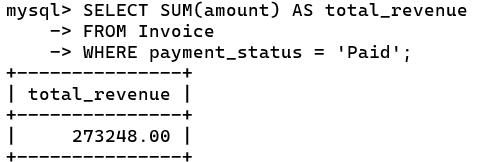 mysql> SELECT SUM(amount) AS total_revenue
    -> FROM Invoice
    -> WHERE payment_status = 'Paid';
+---------------+
| total_revenue |
+---------------+
|     273248.00 |
+---------------+